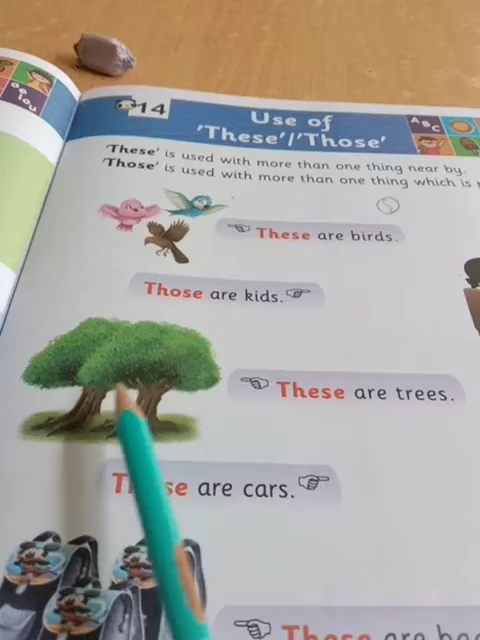 14
Use of
'These'/'Those'
A B C
'These' is used with more than one thing near by.
'Those' is used with more than one thing which is
These are birds.
Those are kids.
These are trees.
are cars.
are